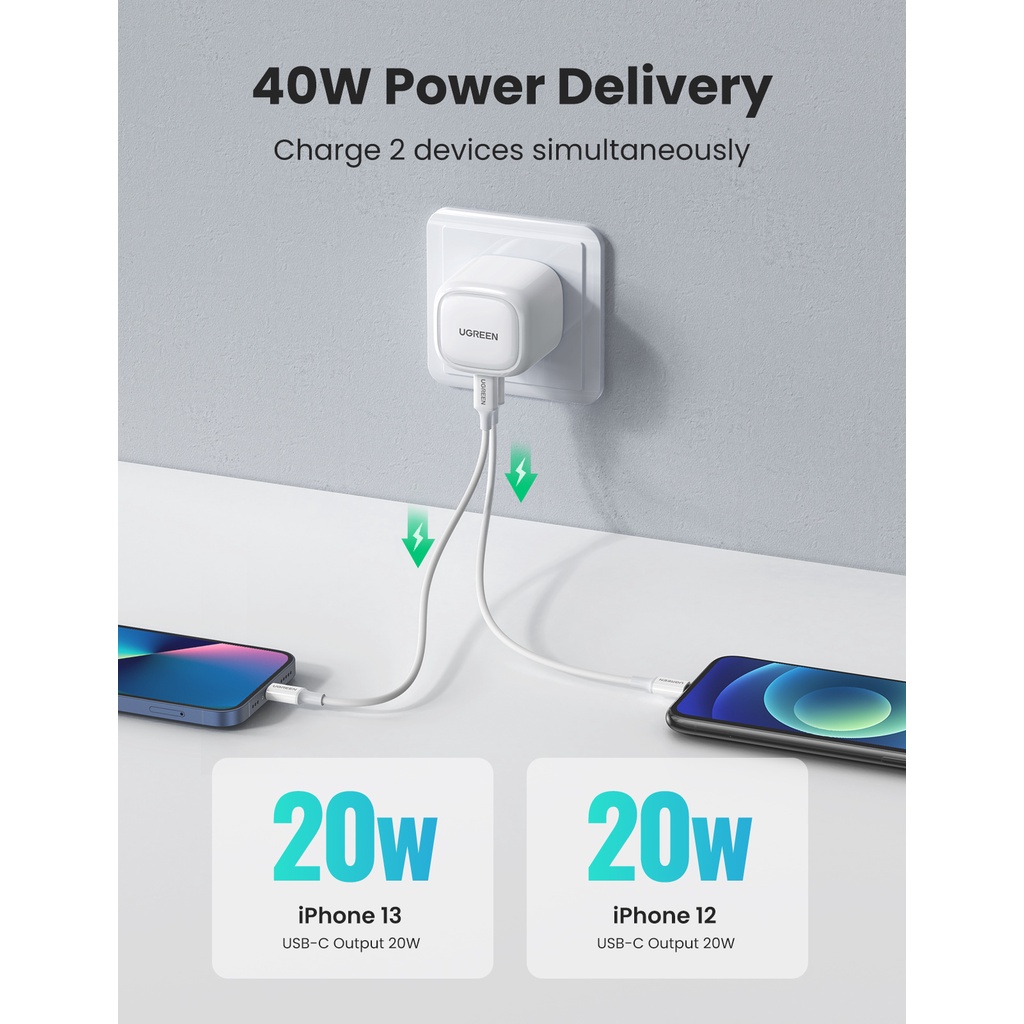 40W Power Delivery
Charge 2 devices simultaneously
UGREEN
UGREEN
UGREEN
UGREEN
20W
iPhone 13
USB-C Output 20W
20W
iPhone 12
USB-C Output 20W